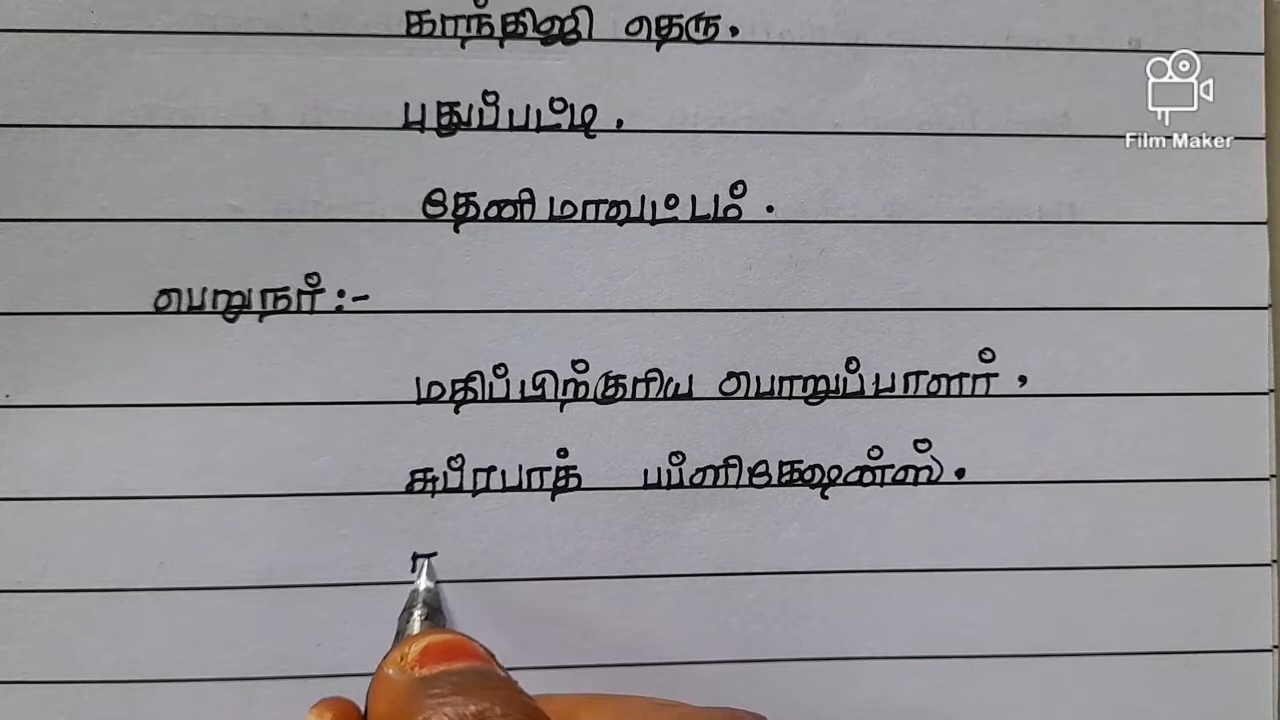 காந்திஜி தெரு.
Film Maker
புதுப்பட்டி.
தேனிமாவட்டம்.
பெறுநர்:-
மதிப்பிற்குரிய பொறுப்பாளர்,
சுபிரபாத் பப்ளிகேஷன்ஸ்.